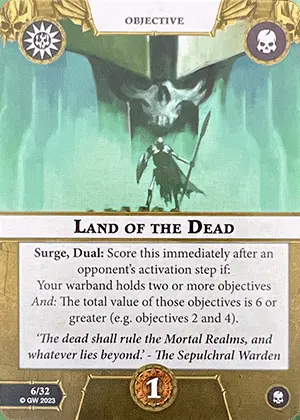 OBJECTIVE
LAND OF THE DEAD
Surge, Dual: Score this immediately after an
opponent's activation step if:
Your warband holds two or more objectives
And: The total value of those objectives is 6 or
greater (e.g. objectives 2 and 4).
'The dead shall rule the Mortal Realms, and
whatever lies beyond.' - The Sepulchral Warden
6/32
© GW 2023
1